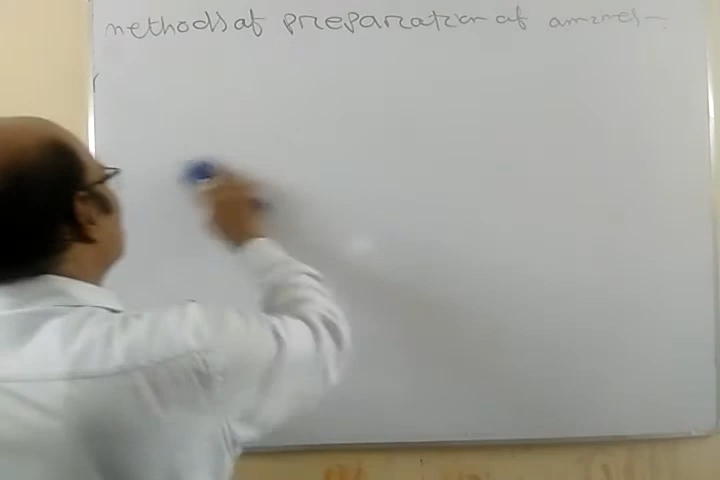 methods of preparation of amines -